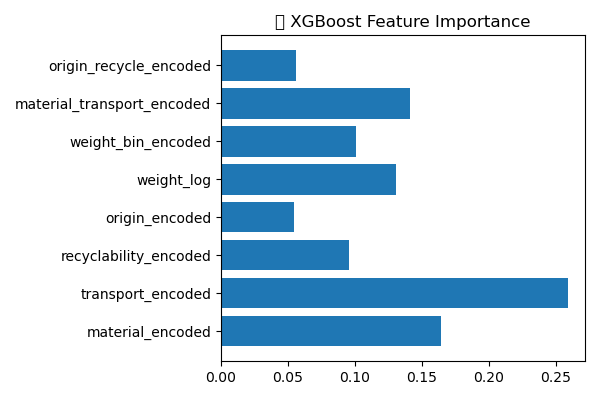 ▯ XGBoost Feature Importance
origin_recycle_encoded
material_transport_encoded
weight_bin_encoded
weight_log
origin_encoded
recyclability_encoded
transport_encoded
material_encoded
0.00 0.05 0.10 0.15 0.20 0.25